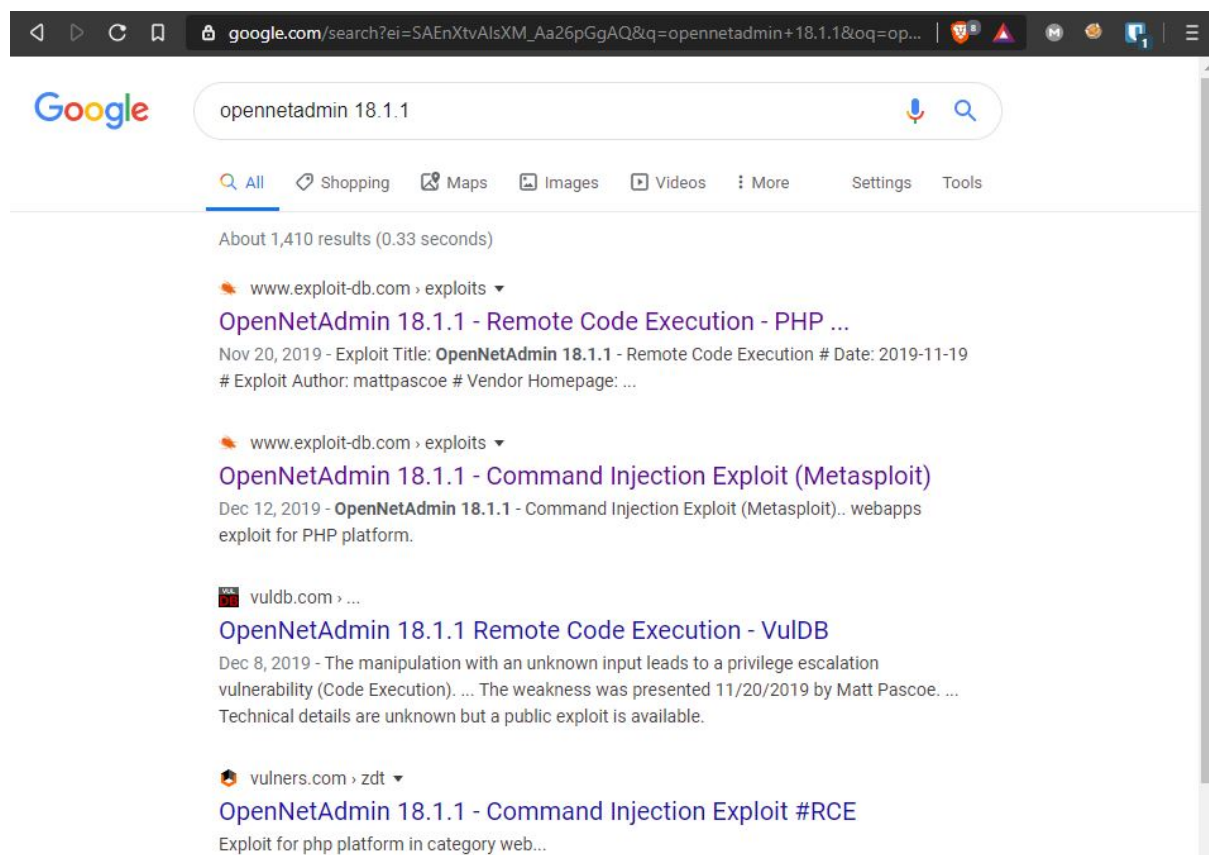 google.com/search?ei=SAEnXtvAIsXM_Aa26pGgAQ&q=opennetadmin+18.1.1&oq=op...
8
1
Google
opennetadmin 18.1.1
All Shopping Maps Images Videos More Settings Tools
About 1,410 results (0.33 seconds)
www.exploit-db.com › exploits
OpenNetAdmin 18.1.1 - Remote Code Execution - PHP ...
Nov 20, 2019 - Exploit Title: OpenNetAdmin 18.1.1 - Remote Code Execution # Date: 2019-11-19
# Exploit Author: mattpascoe # Vendor Homepage: ...
www.exploit-db.com › exploits
OpenNetAdmin 18.1.1 - Command Injection Exploit (Metasploit)
Dec 12, 2019 - OpenNetAdmin 18.1.1 - Command Injection Exploit (Metasploit).. webapps
exploit for PHP platform.
VUL
DB
vuldb.com › ...
OpenNetAdmin 18.1.1 Remote Code Execution - VulDB
Dec 8, 2019 - The manipulation with an unknown input leads to a privilege escalation
vulnerability (Code Execution). ... The weakness was presented 11/20/2019 by Matt Pascoe. ...
Technical details are unknown but a public exploit is available.
vulners.com › zdt
OpenNetAdmin 18.1.1 - Command Injection Exploit #RCE
Exploit for php platform in category web...